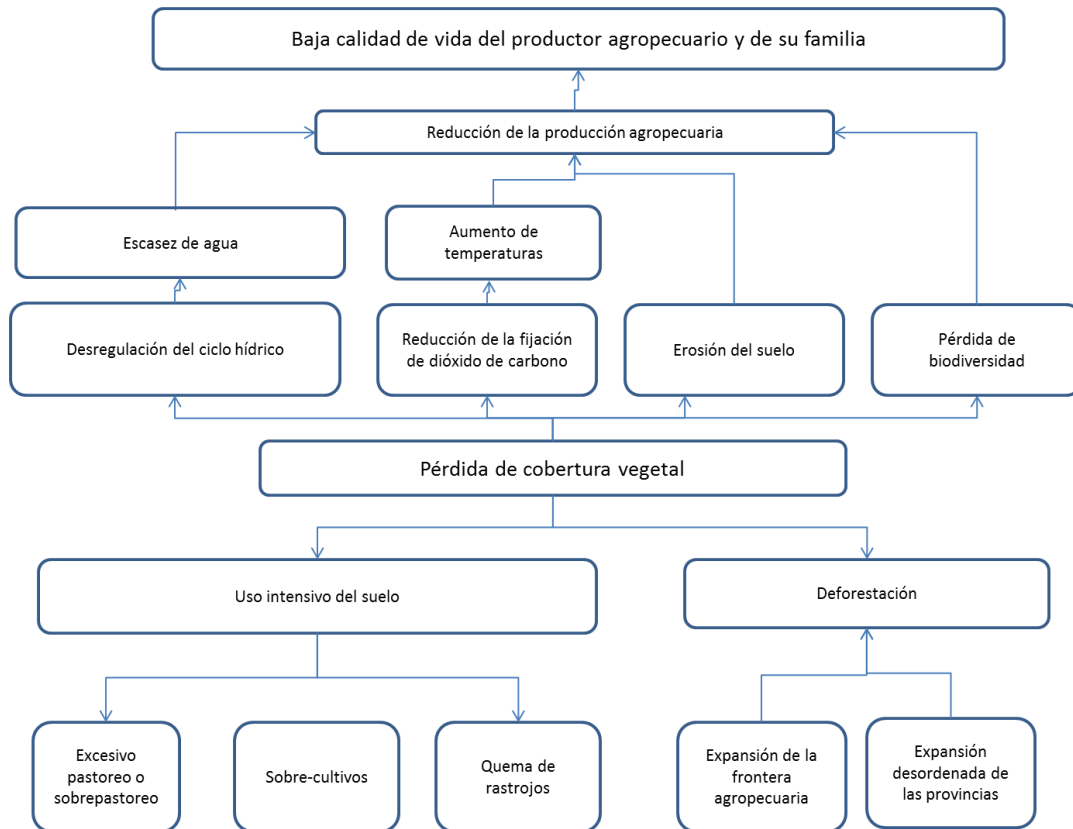 Baja calidad de vida del productor agropecuario y de su familia
Reducción de la producción agropecuaria
Escasez de agua
Aumento de
temperaturas
Desregulación del ciclo hídrico
Reducción de la fijación
de dióxido de carbono
Erosión del suelo
Pérdida de
biodiversidad
Pérdida de cobertura vegetal
Uso intensivo del suelo
Deforestación
Excesivo
pastoreo o
sobrepastoreo
Sobre-cultivos
Quema de
rastrojos
Expansión de la
frontera
agropecuaria
Expansión
desordenada de
las provincias